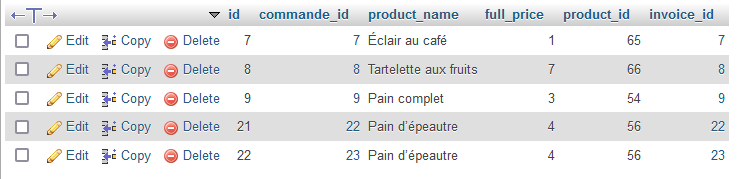 id commande_id product_name full_price product_id invoice_id
Edit Copy Delete 7 7 Éclair au café 1 65 7
Edit Copy Delete 8 8 Tartelette aux fruits 7 66 8
Edit Copy Delete 9 9 Pain complet 3 54 9
Edit Copy Delete 21 22 Pain d'épeautre 4 56 22
Edit Copy Delete 22 23 Pain d'épeautre 4 56 23